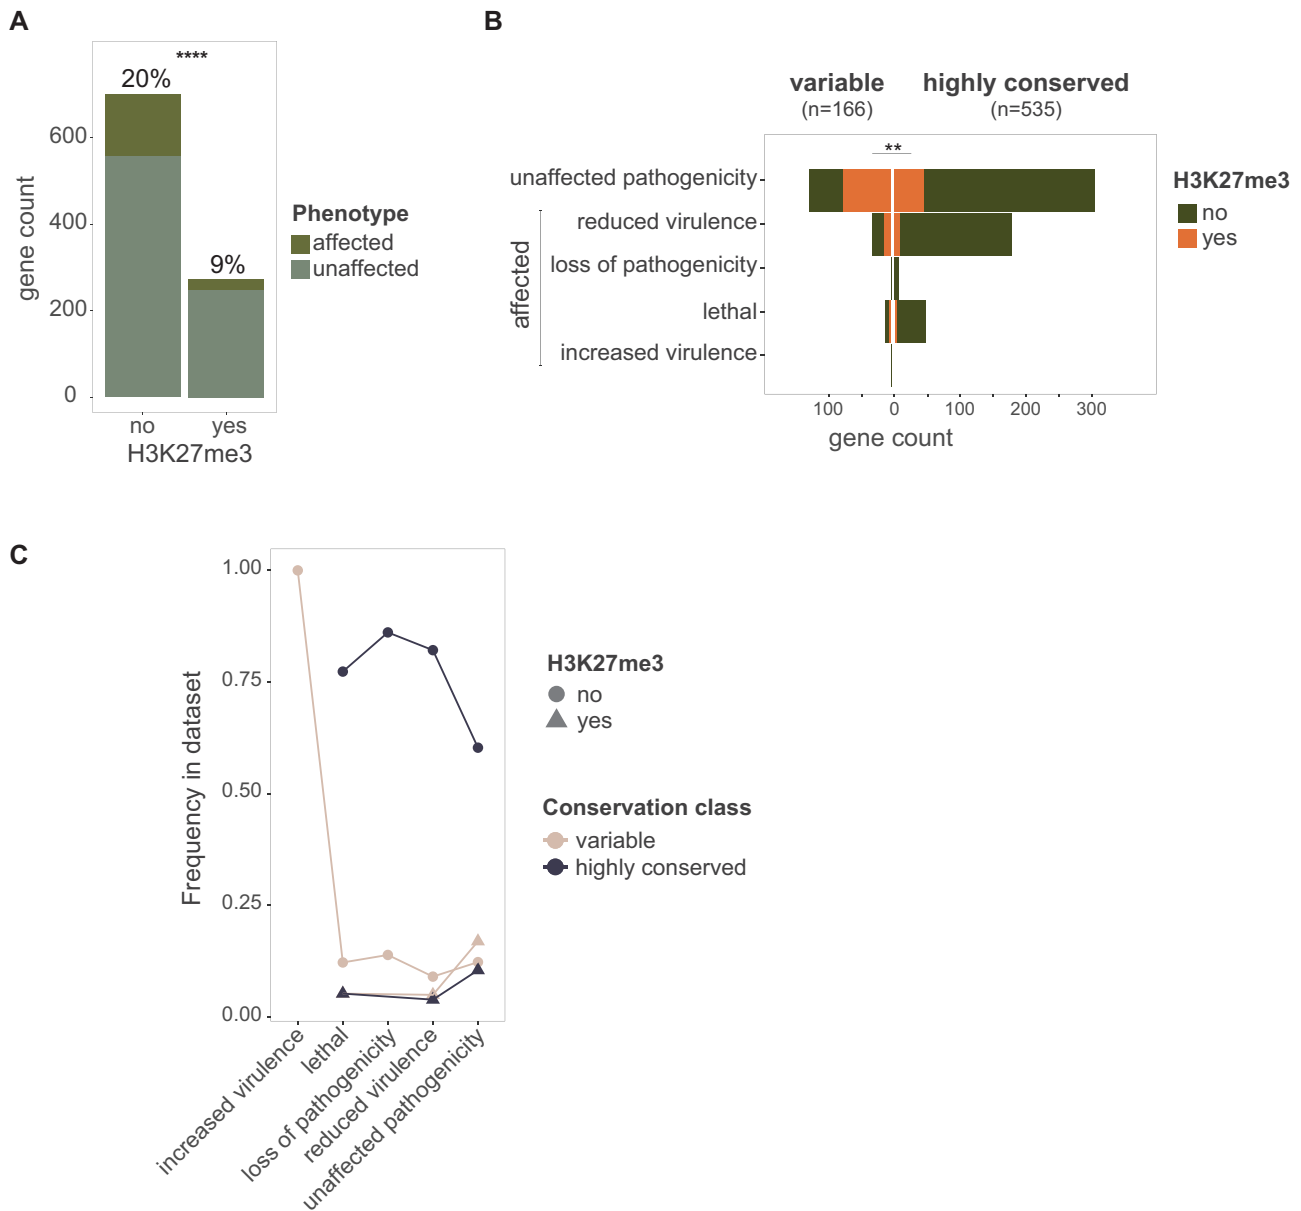 A
****
20%
9%
600
400
200
0
gene count
no
yes
H3K27me3
Phenotype
affected
unaffected
B
variable
highly conserved
(n=166)
(n=535)
**
unaffected pathogenicity
reduced virulence
loss of pathogenicity
lethal
increased virulence
affected
100
0
100
200
300
gene count
H3K27me3
no
yes
C
1.00
0.75
0.50
0.25
0.00
Frequency in dataset
increased virulence
lethal
loss of pathogenicity
reduced virulence
unaffected pathogenicity
H3K27me3
no
yes
Conservation class
variable
highly conserved